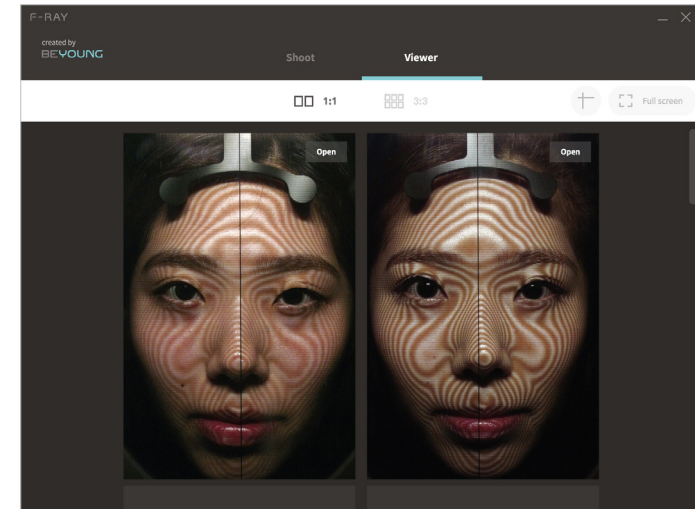 F-RAY
created by
BEYOUNG
Shoot
Viewer
1:1
3:3
Full screen
Open
Open